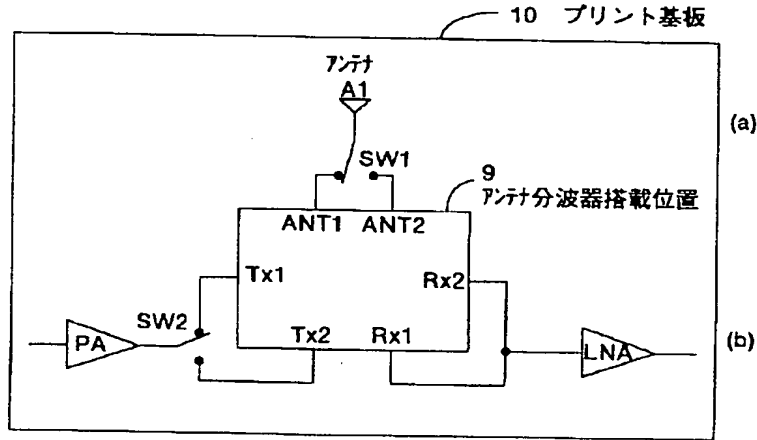 10 プリント基板
アンテナ
A1
(a)
SW1
9
アンテナ分波器搭載位置
ANT1 ANT2
Tx1
Rx2
SW2
Tx2 Rx1
PA
LNA
(b)